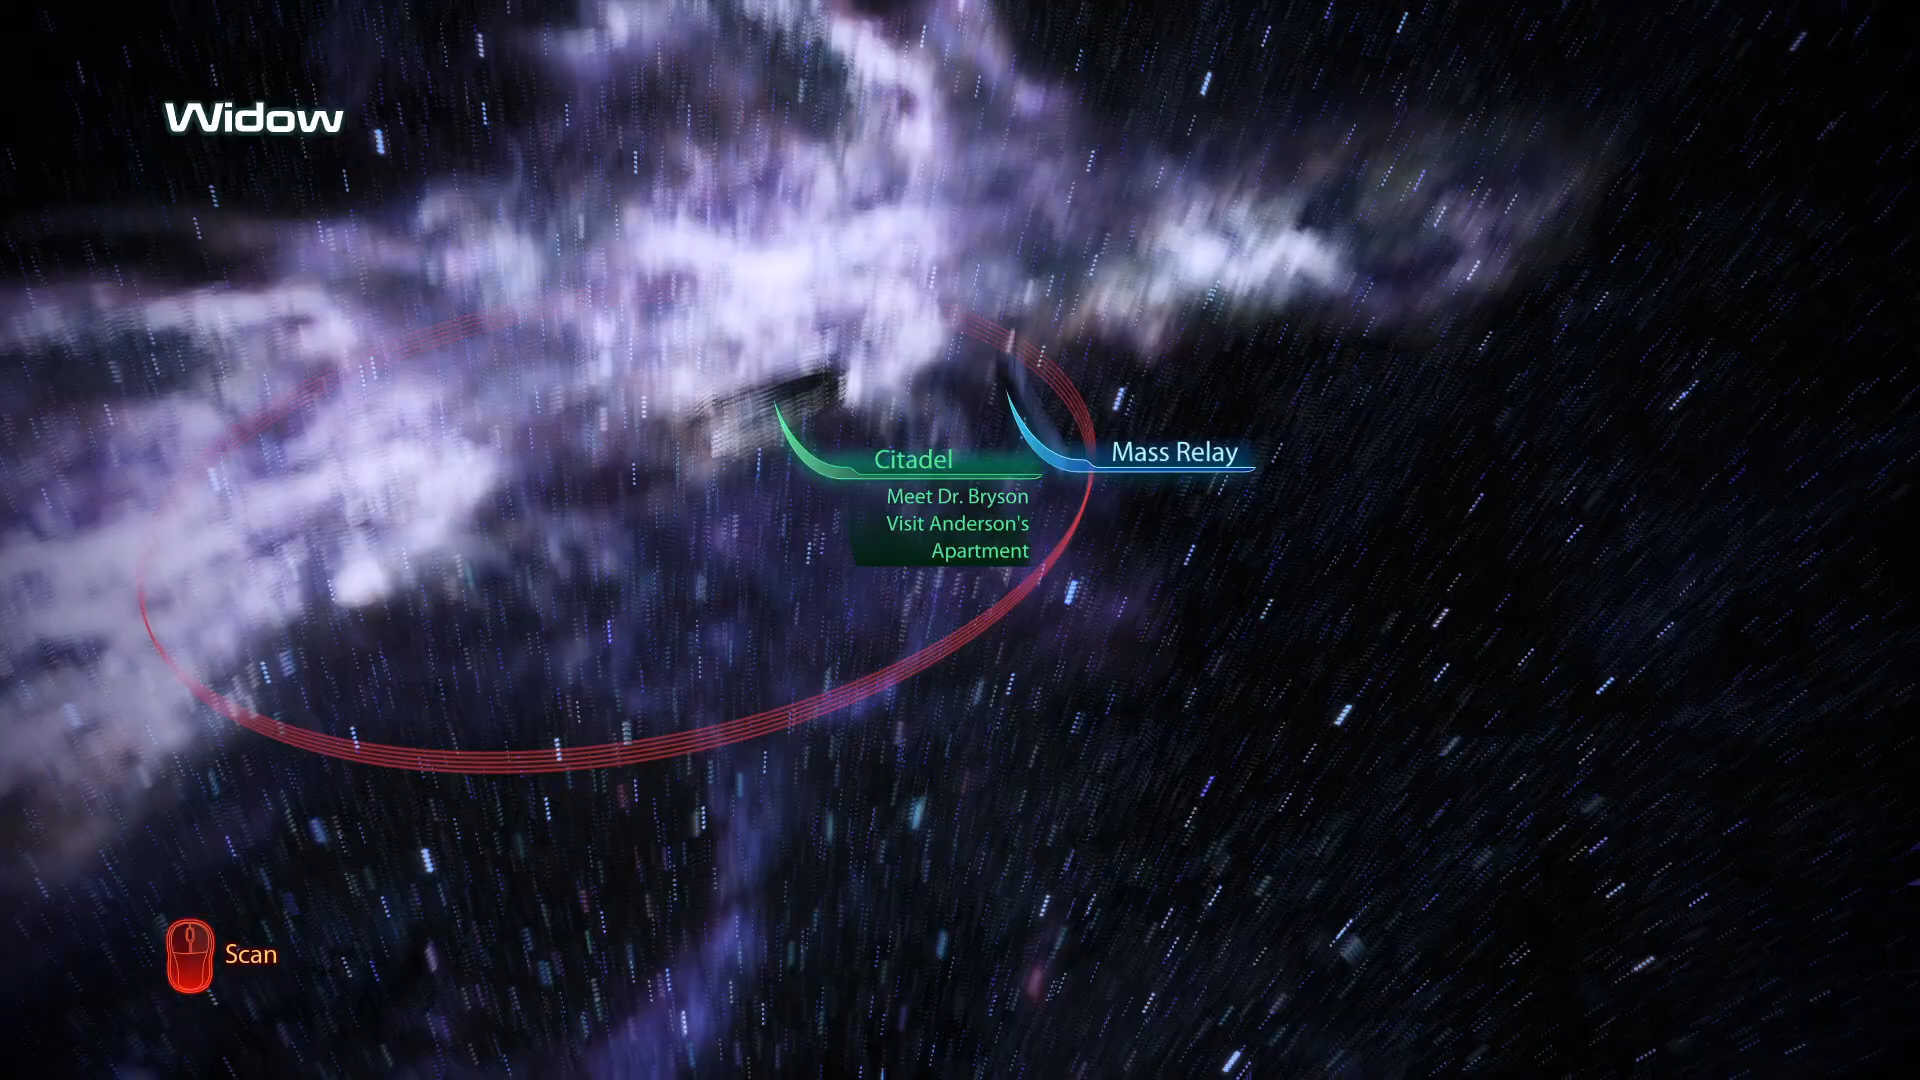 Widow
Citadel
Mass Relay
Meet Dr. Bryson
Visit Anderson's
Apartment
Scan